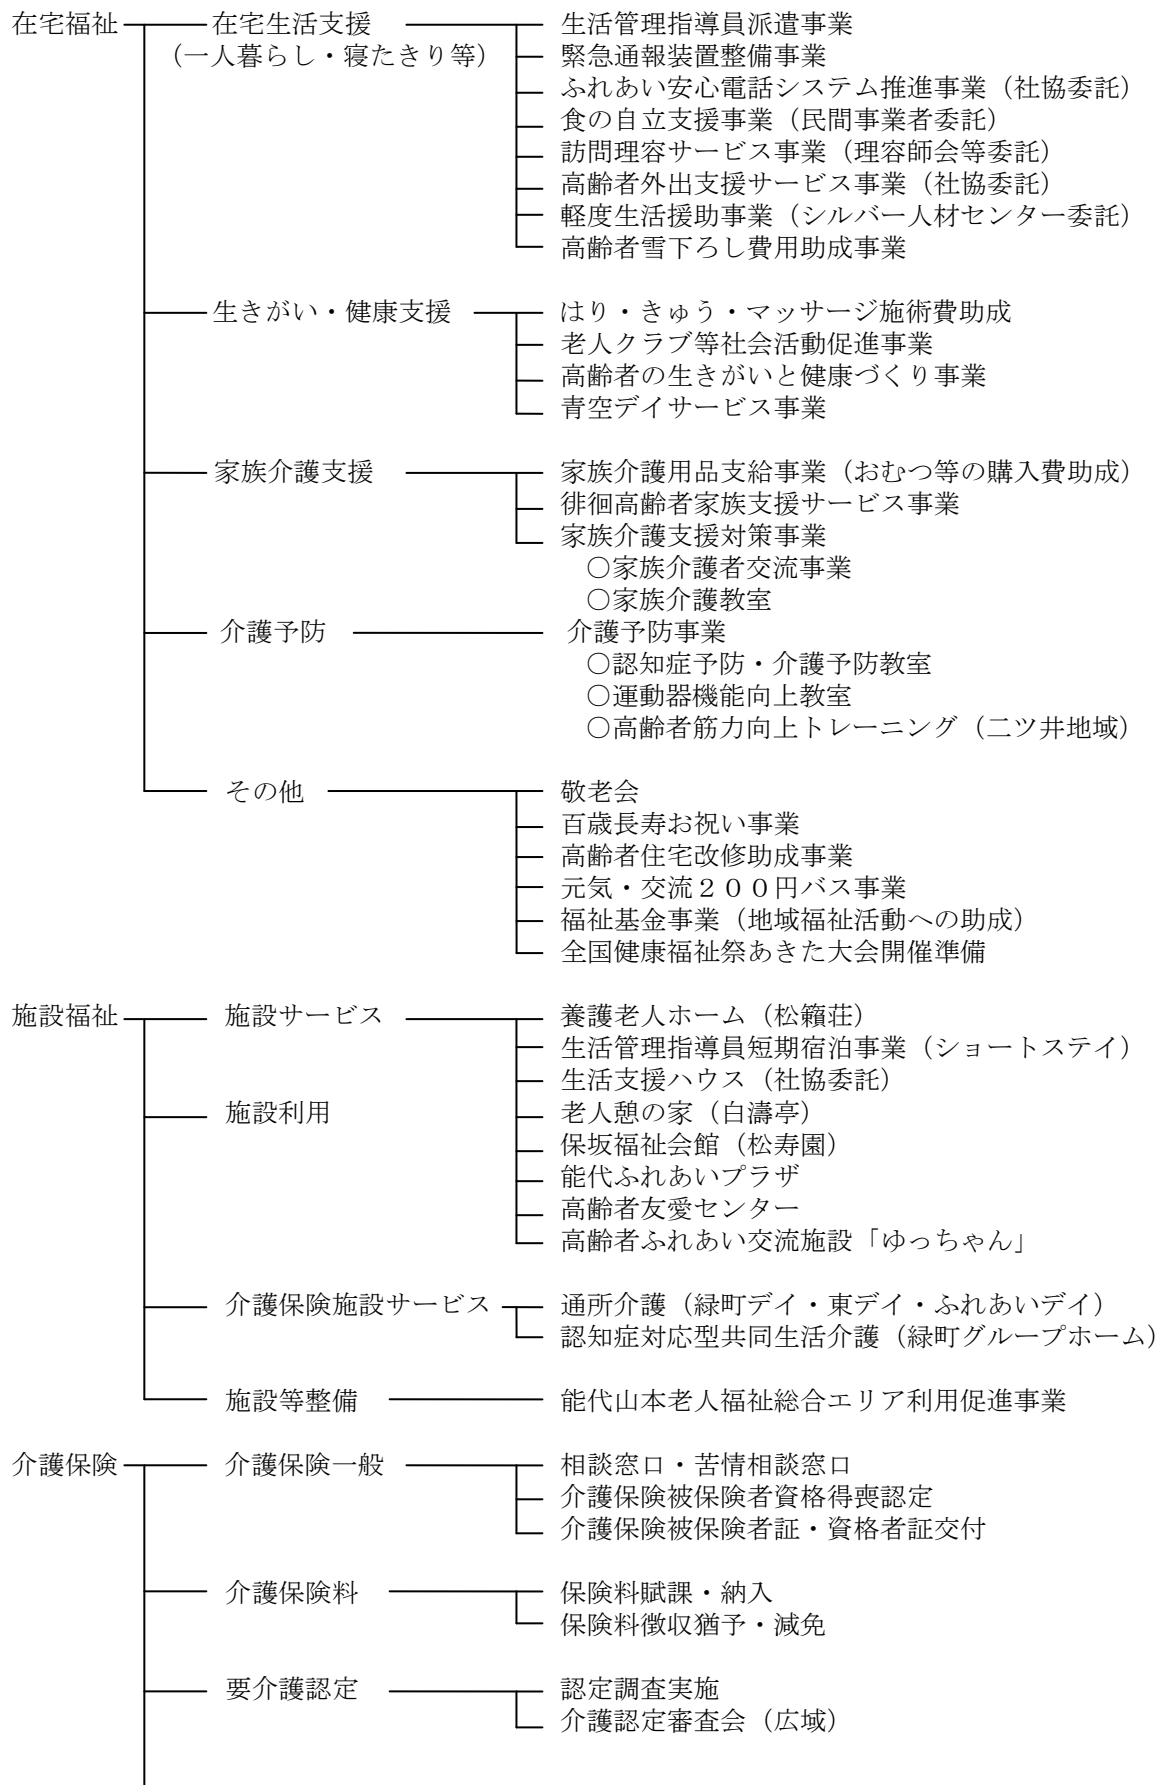 在宅福祉 在宅生活支援 生活管理指導員派遣事業
(一人暮らし・寝たきり等) 緊急通報装置整備事業
ふれあい安心電話システム推進事業(社協委託)
食の自立支援事業(民間事業者委託)
訪問理容サービス事業(理容師会等委託)
高齢者外出支援サービス事業(社協委託)
軽度生活援助事業(シルバー人材センター委託)
高齢者雪下ろし費用助成事業
生きがい・健康支援 はり・きゅう・マッサージ施術費助成
老人クラブ等社会活動促進事業
高齢者の生きがいと健康づくり事業
青空デイサービス事業
家族介護支援 家族介護用品支給事業(おむつ等の購入費助成)
徘徊高齢者家族支援サービス事業
家族介護支援対策事業
○家族介護者交流事業
○家族介護教室
介護予防 介護予防事業
○認知症予防・介護予防教室
○運動器機能向上教室
○高齢者筋力向上トレーニング(二ツ井地域)
その他 敬老会
百歳長寿お祝い事業
高齢者住宅改修助成事業
元気・交流200円バス事業
福祉基金事業(地域福祉活動への助成)
全国健康福祉祭あきた大会開催準備
施設福祉 施設サービス 養護老人ホーム(松籟荘)
生活管理指導員短期宿泊事業(ショートステイ)
生活支援ハウス(社協委託)
施設利用 老人憩の家(白濤亭)
保坂福祉会館(松寿園)
能代ふれあいプラザ
高齢者友愛センター
高齢者ふれあい交流施設「ゆっちゃん」
介護保険施設サービス 通所介護(緑町デイ・東デイ・ふれあいデイ)
認知症対応型共同生活介護(緑町グループホーム)
施設等整備 能代山本老人福祉総合エリア利用促進事業
介護保険 介護保険一般 相談窓口・苦情相談窓口
介護保険被保険者資格得喪認定
介護保険被保険者証・資格者証交付
介護保険料 保険料賦課・納入
保険料徴収猶予・減免
要介護認定 認定調査実施
介護認定審査会(広域)